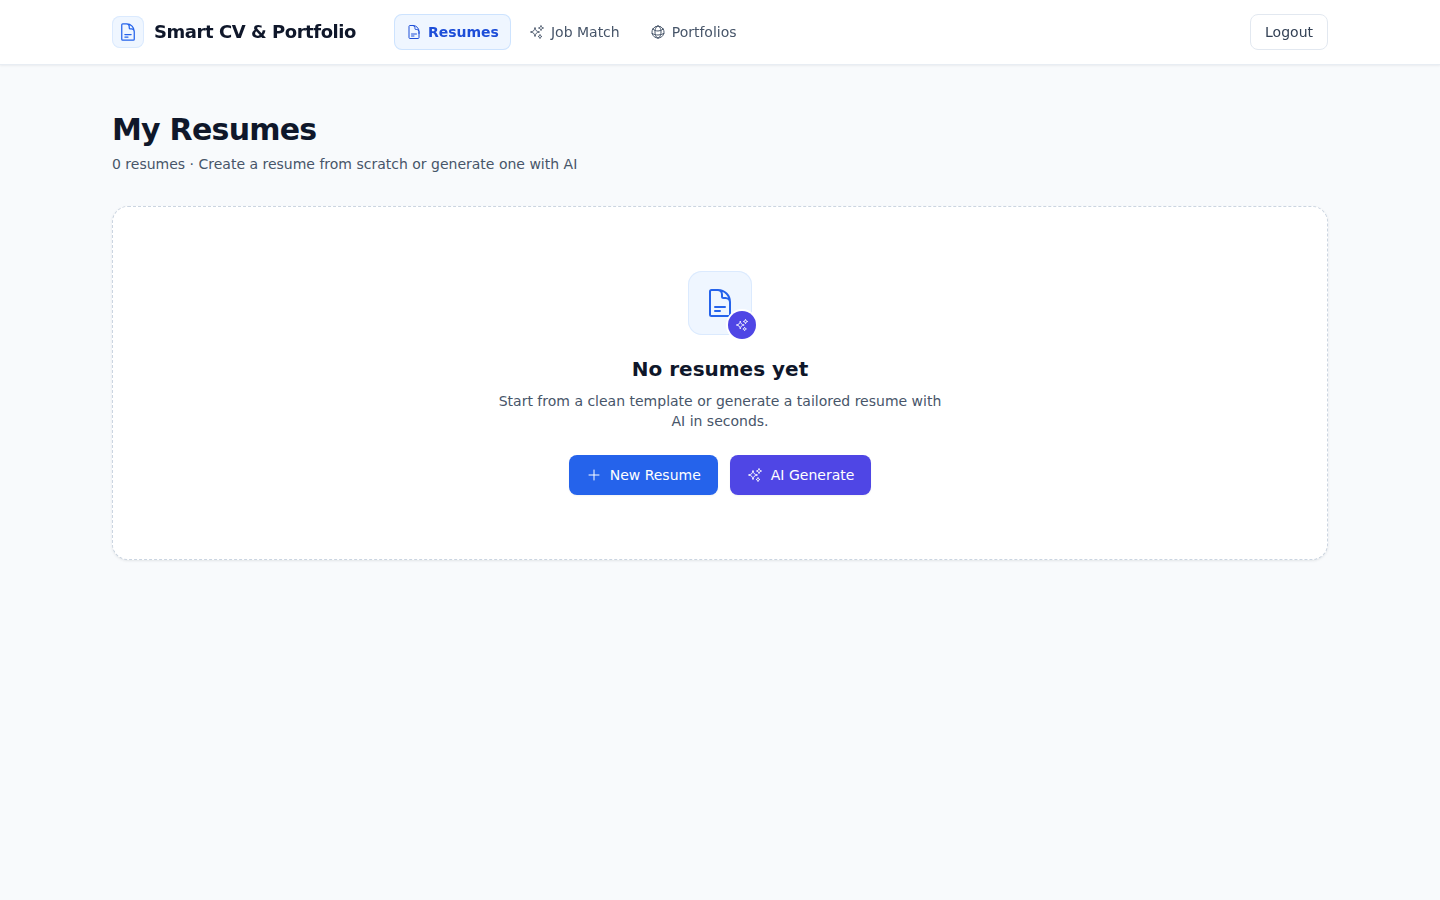 Smart CV & Portfolio
Resumes
Job Match
Portfolios
Logout
My Resumes
0 resumes · Create a resume from scratch or generate one with AI
No resumes yet
Start from a clean template or generate a tailored resume with
AI in seconds.
New Resume
AI Generate